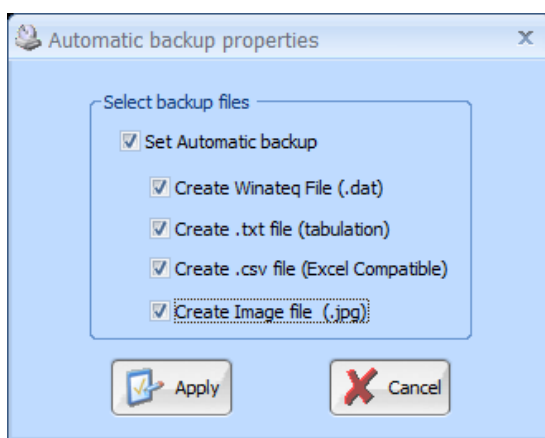 Automatic backup properties
Select backup files
Set Automatic backup
Create Winateq File (.dat)
Create .txt file (tabulation)
Create .csv file (Excel Compatible)
Create Image file (.jpg)
Apply
Cancel